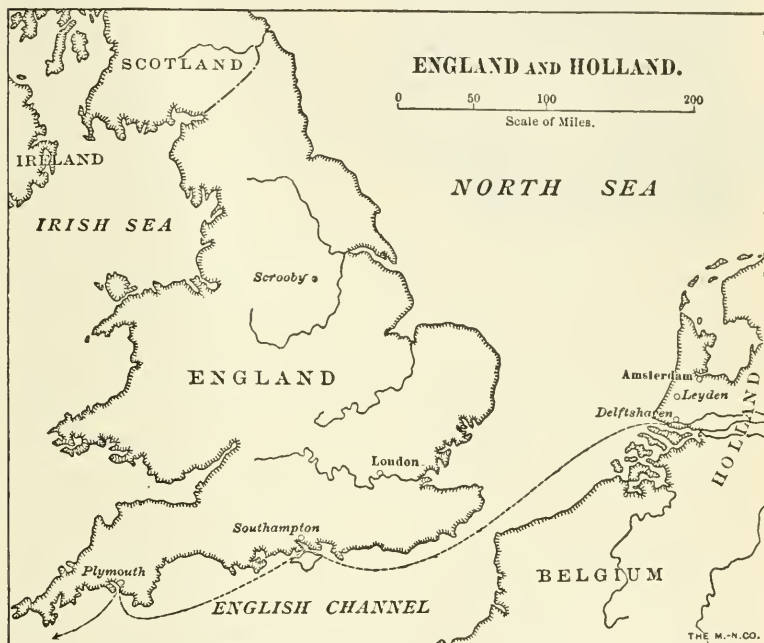 SCOTLAND
ENGLAND AND HOLLAND.
0 50 100 200
Scale of Miles.
IRELAND
NORTH SEA
IRISH SEA
Scrooby
ENGLAND
Amsterdam
Leyden
Delftshaven
HOLLAND
London
Southampton
Plymouth
BELGIUM
ENGLISH CHANNEL
THE M.-N. CO.